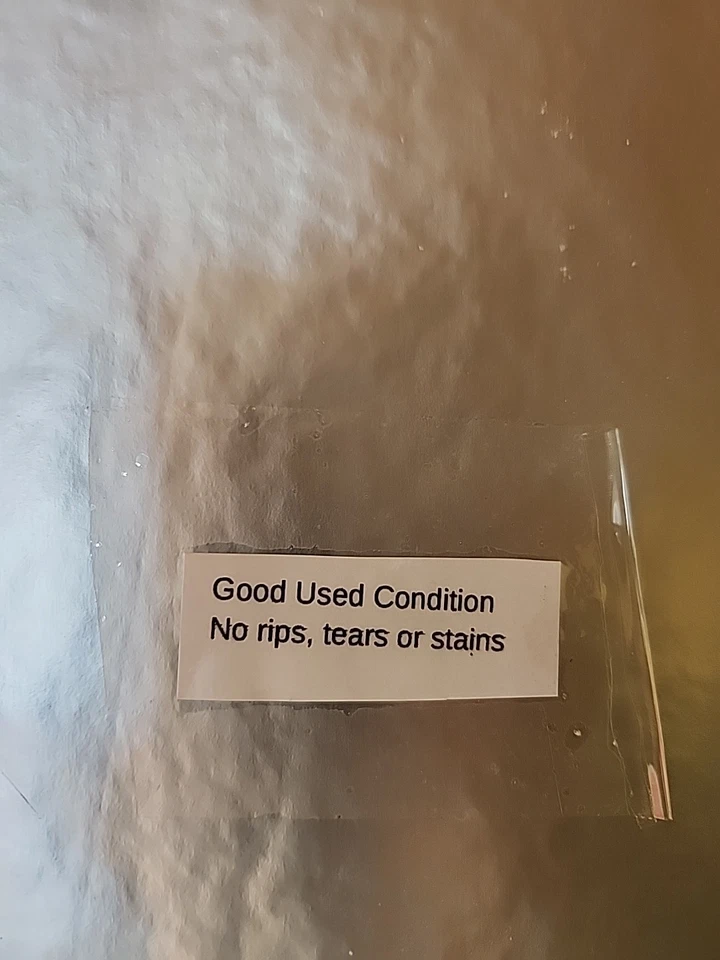 Good Used Condition
No rips, tears or stains